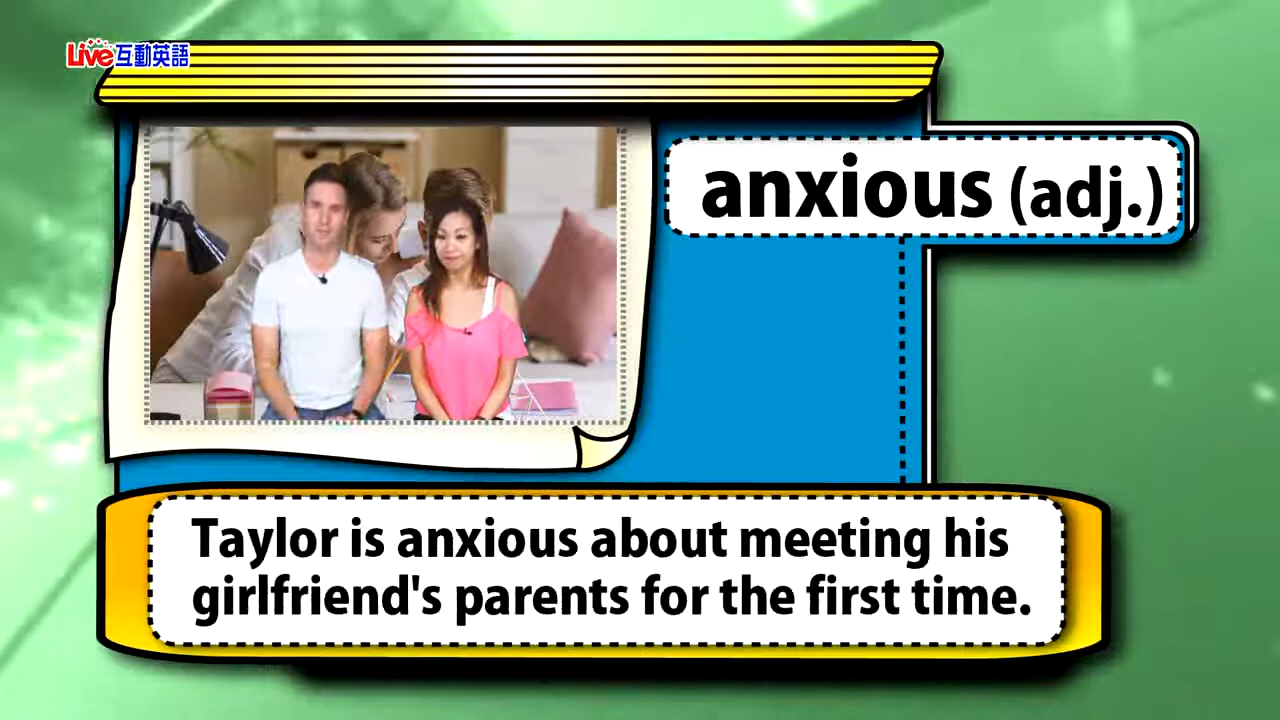 Live互動英語
anxious (adj.)
Taylor is anxious about meeting his
girlfriend's parents for the first time.